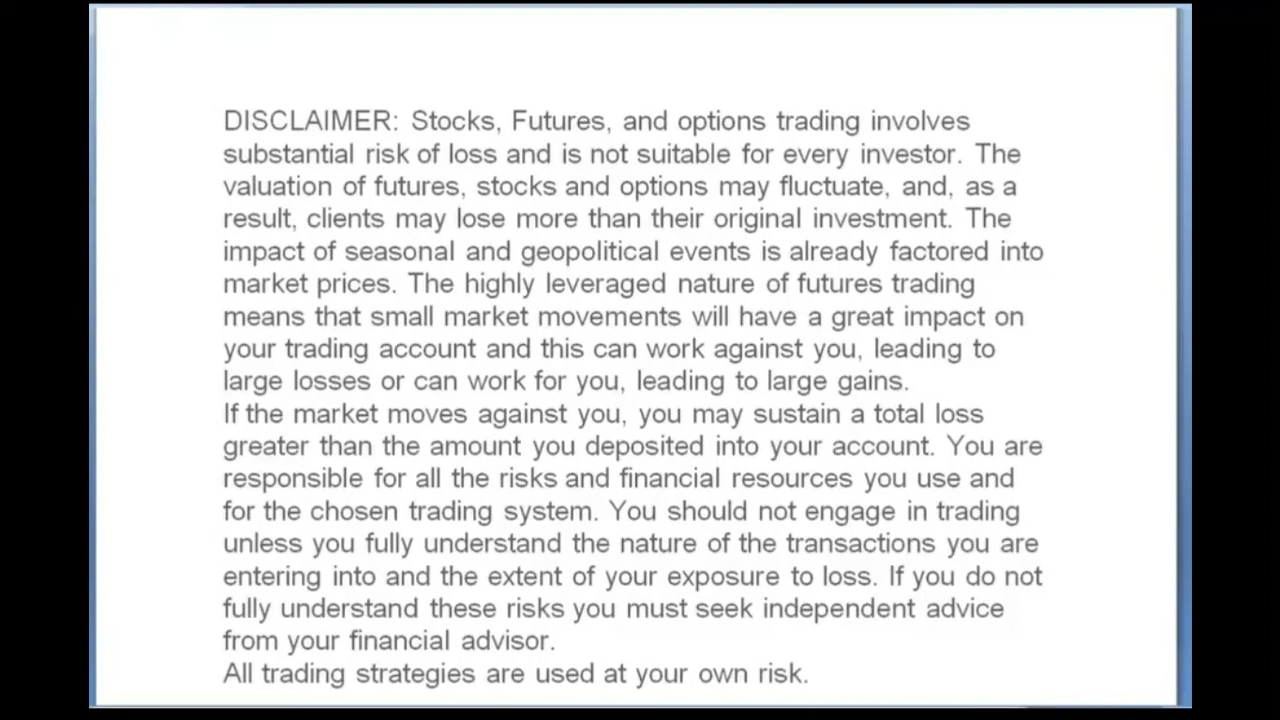 DISCLAIMER: Stocks, Futures, and options trading involves
substantial risk of loss and is not suitable for every investor. The
valuation of futures, stocks and options may fluctuate, and, as a
result, clients may lose more than their original investment. The
impact of seasonal and geopolitical events is already factored into
market prices. The highly leveraged nature of futures trading
means that small market movements will have a great impact on
your trading account and this can work against you, leading to
large losses or can work for you, leading to large gains.
If the market moves against you, you may sustain a total loss
greater than the amount you deposited into your account. You are
responsible for all the risks and financial resources you use and
for the chosen trading system. You should not engage in trading
unless you fully understand the nature of the transactions you are
entering into and the extent of your exposure to loss. If you do not
fully understand these risks you must seek independent advice
from your financial advisor.
All trading strategies are used at your own risk.